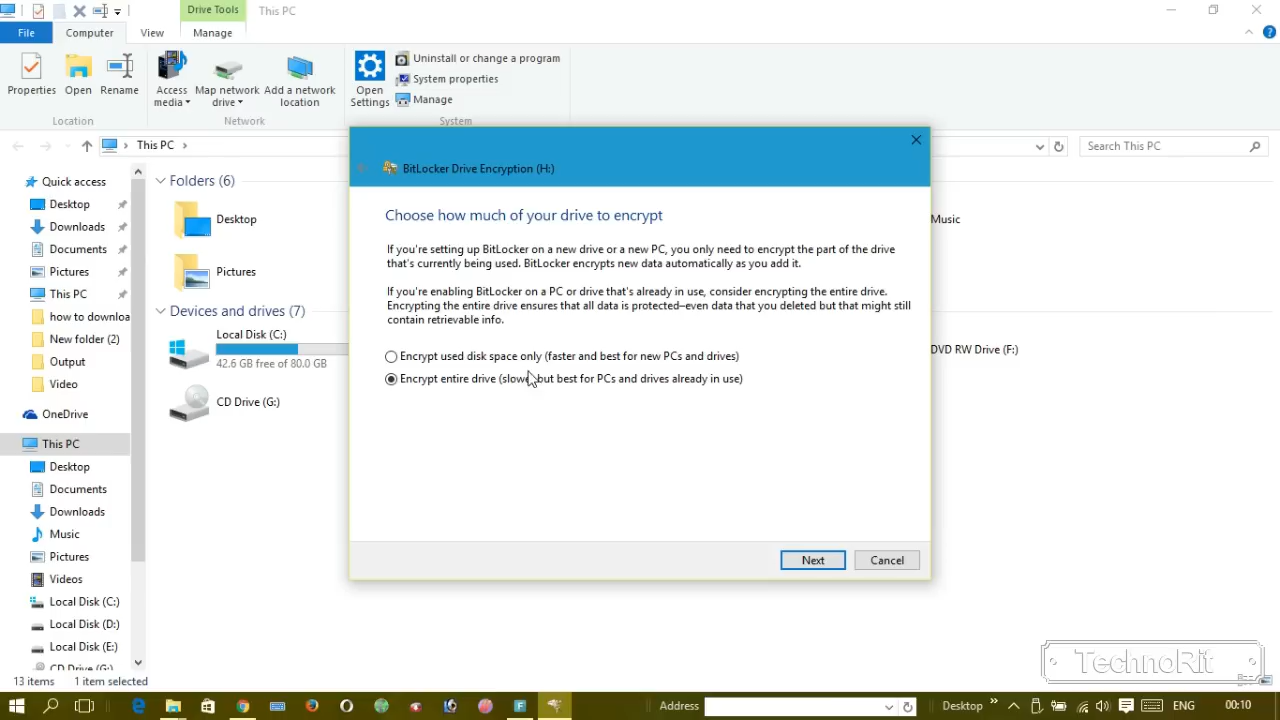 Drive Tools
This PC
File
Computer
View
Manage
Properties
Open
Rename
Access media
Map network drive
Add a network location
Open Settings
Uninstall or change a program
System properties
Manage
Location
Network
System
This PC
Search This PC
Quick access
Desktop
Downloads
Documents
Pictures
This PC
how to downloa
New folder (2)
Output
Video
OneDrive
This PC
Desktop
Documents
Downloads
Music
Pictures
Videos
Local Disk (C:)
Local Disk (D:)
Local Disk (E:)
CD Drive (G:)
Folders (6)
Desktop
Music
Pictures
Devices and drives (7)
Local Disk (C:)
42.6 GB free of 80.0 GB
DVD RW Drive (F:)
CD Drive (G:)
BitLocker Drive Encryption (H:)
Choose how much of your drive to encrypt
If you're setting up BitLocker on a new drive or a new PC, you only need to encrypt the part of the drive
that's currently being used. BitLocker encrypts new data automatically as you add it.
If you're enabling BitLocker on a PC or drive that's already in use, consider encrypting the entire drive.
Encrypting the entire drive ensures that all data is protected–even data that you deleted but that might still
contain retrievable info.
Encrypt used disk space only (faster and best for new PCs and drives)
Encrypt entire drive (slower but best for PCs and drives already in use)
Next
Cancel
TechnoRit
13 items
1 item selected
Address
Desktop
ENG
00:10